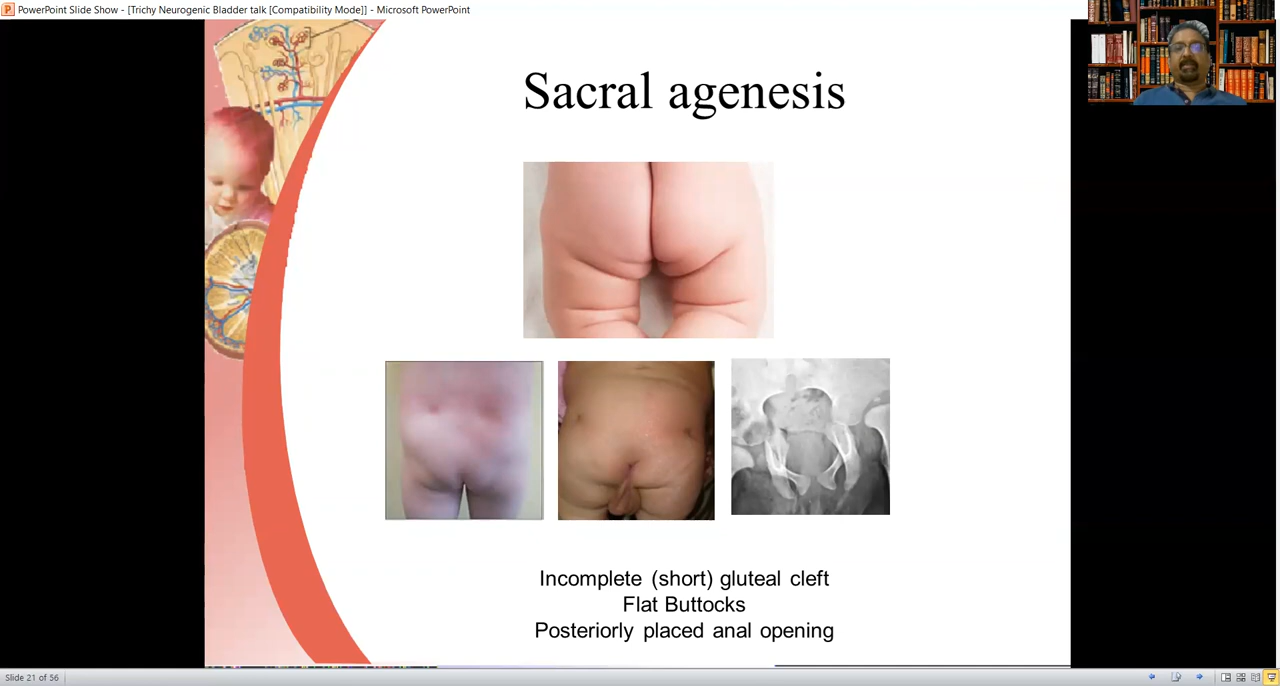 PowerPoint Slide Show - [Trichy Neurogenic Bladder talk [Compatibility Mode]] - Microsoft PowerPoint
Sacral agenesis
Incomplete (short) gluteal cleft
Flat Buttocks
Posteriorly placed anal opening
Slide 21 of 56